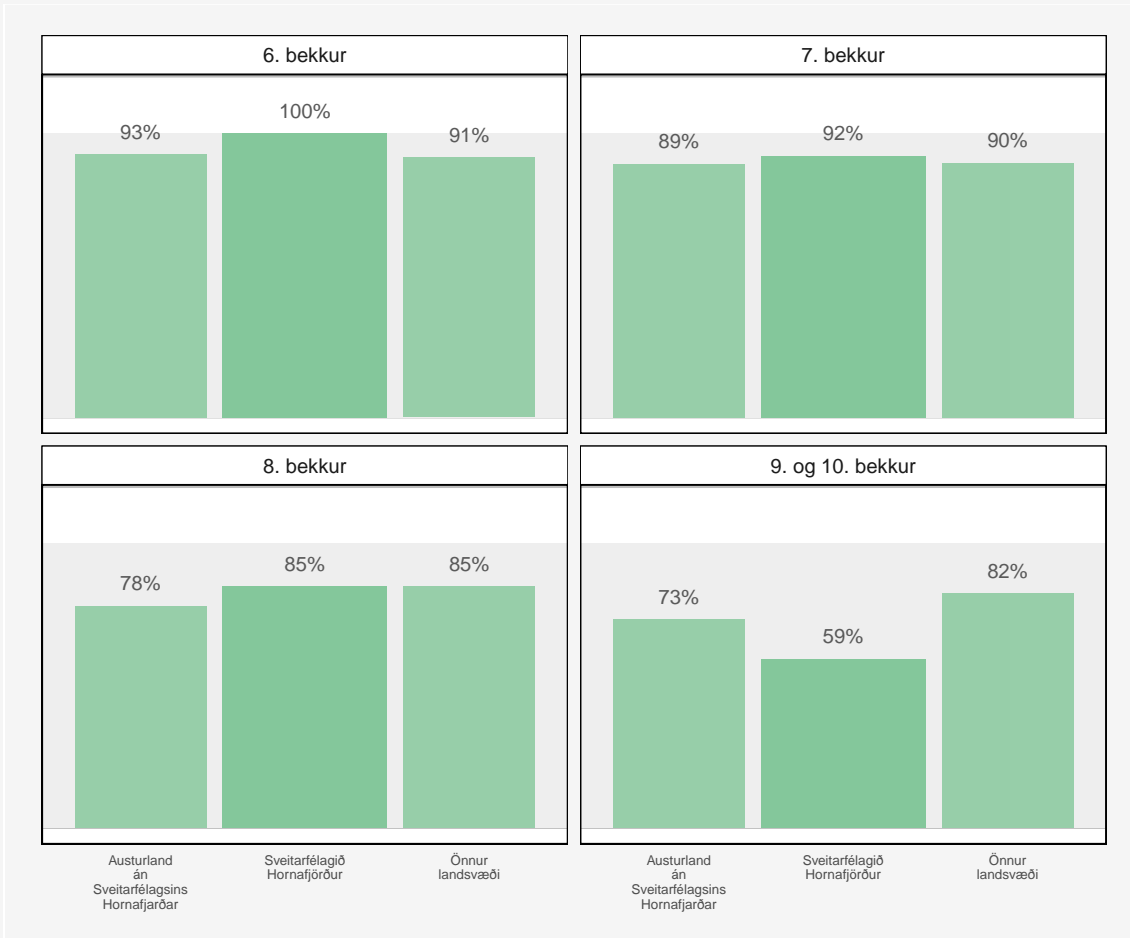 6. bekkur
93%
100%
91%
7. bekkur
89%
92%
90%
8. bekkur
78%
85%
85%
9. og 10. bekkur
73%
59%
82%
Austurland
án
Sveitarfélagsins
Hornafjarðar
Sveitarfélagið
Hornafjörður
Önnur
landsvæði
Austurland
án
Sveitarfélagsins
Hornafjarðar
Sveitarfélagið
Hornafjörður
Önnur
landsvæði